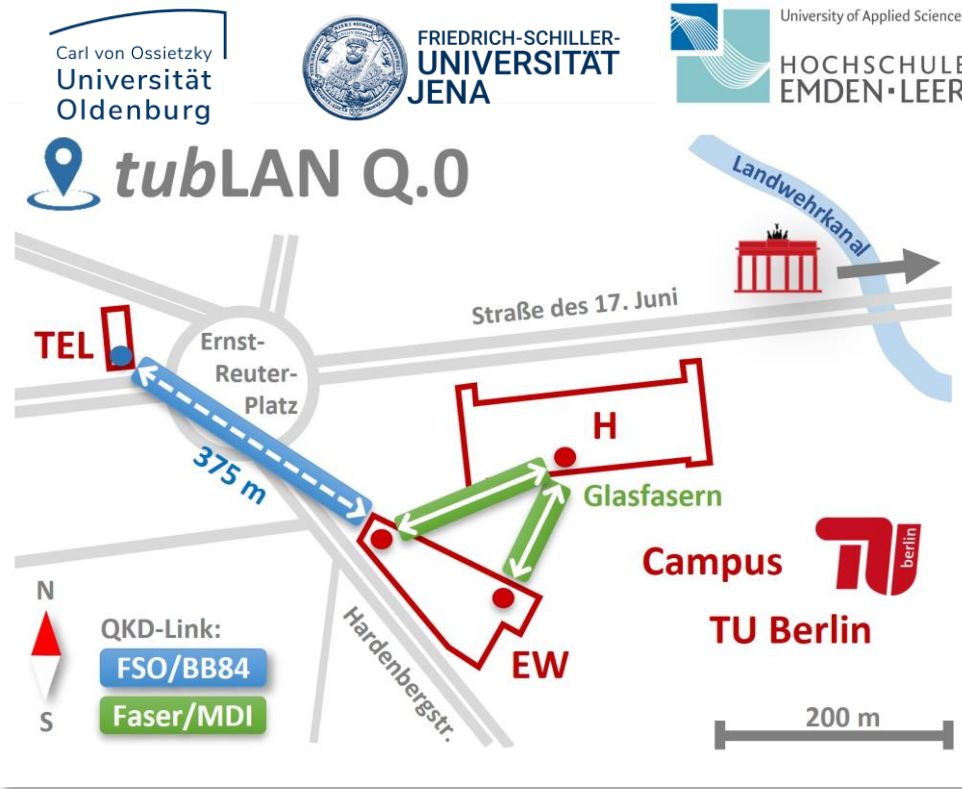 Carl von Ossietzky
Universität
Oldenburg
FRIEDRICH-SCHILLER-
UNIVERSITÄT
JENA
University of Applied Science
HOCHSCHULE
EMDEN•LEER
tubLAN Q.0
Landwehrkanal
Straße des 17. Juni
TEL
Ernst-
Reuter-
Platz
H
375 m
Glasfasern
Campus
TU Berlin
berlin
N
S
QKD-Link:
FSO/BB84
Faser/MDI
Hardenbergstr.
EW
200 m